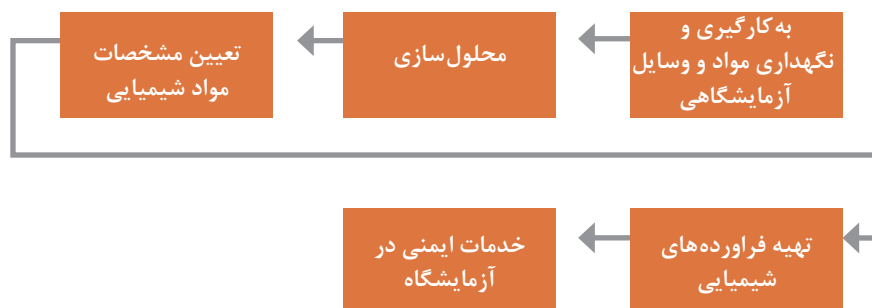 به‌کارگیری و
نگهداری مواد و وسایل
آزمایشگاهی
محلول‌سازی
تعیین مشخصات
مواد شیمیایی
تهیه فراورده‌های
شیمیایی
خدمات ایمنی در
آزمایشگاه